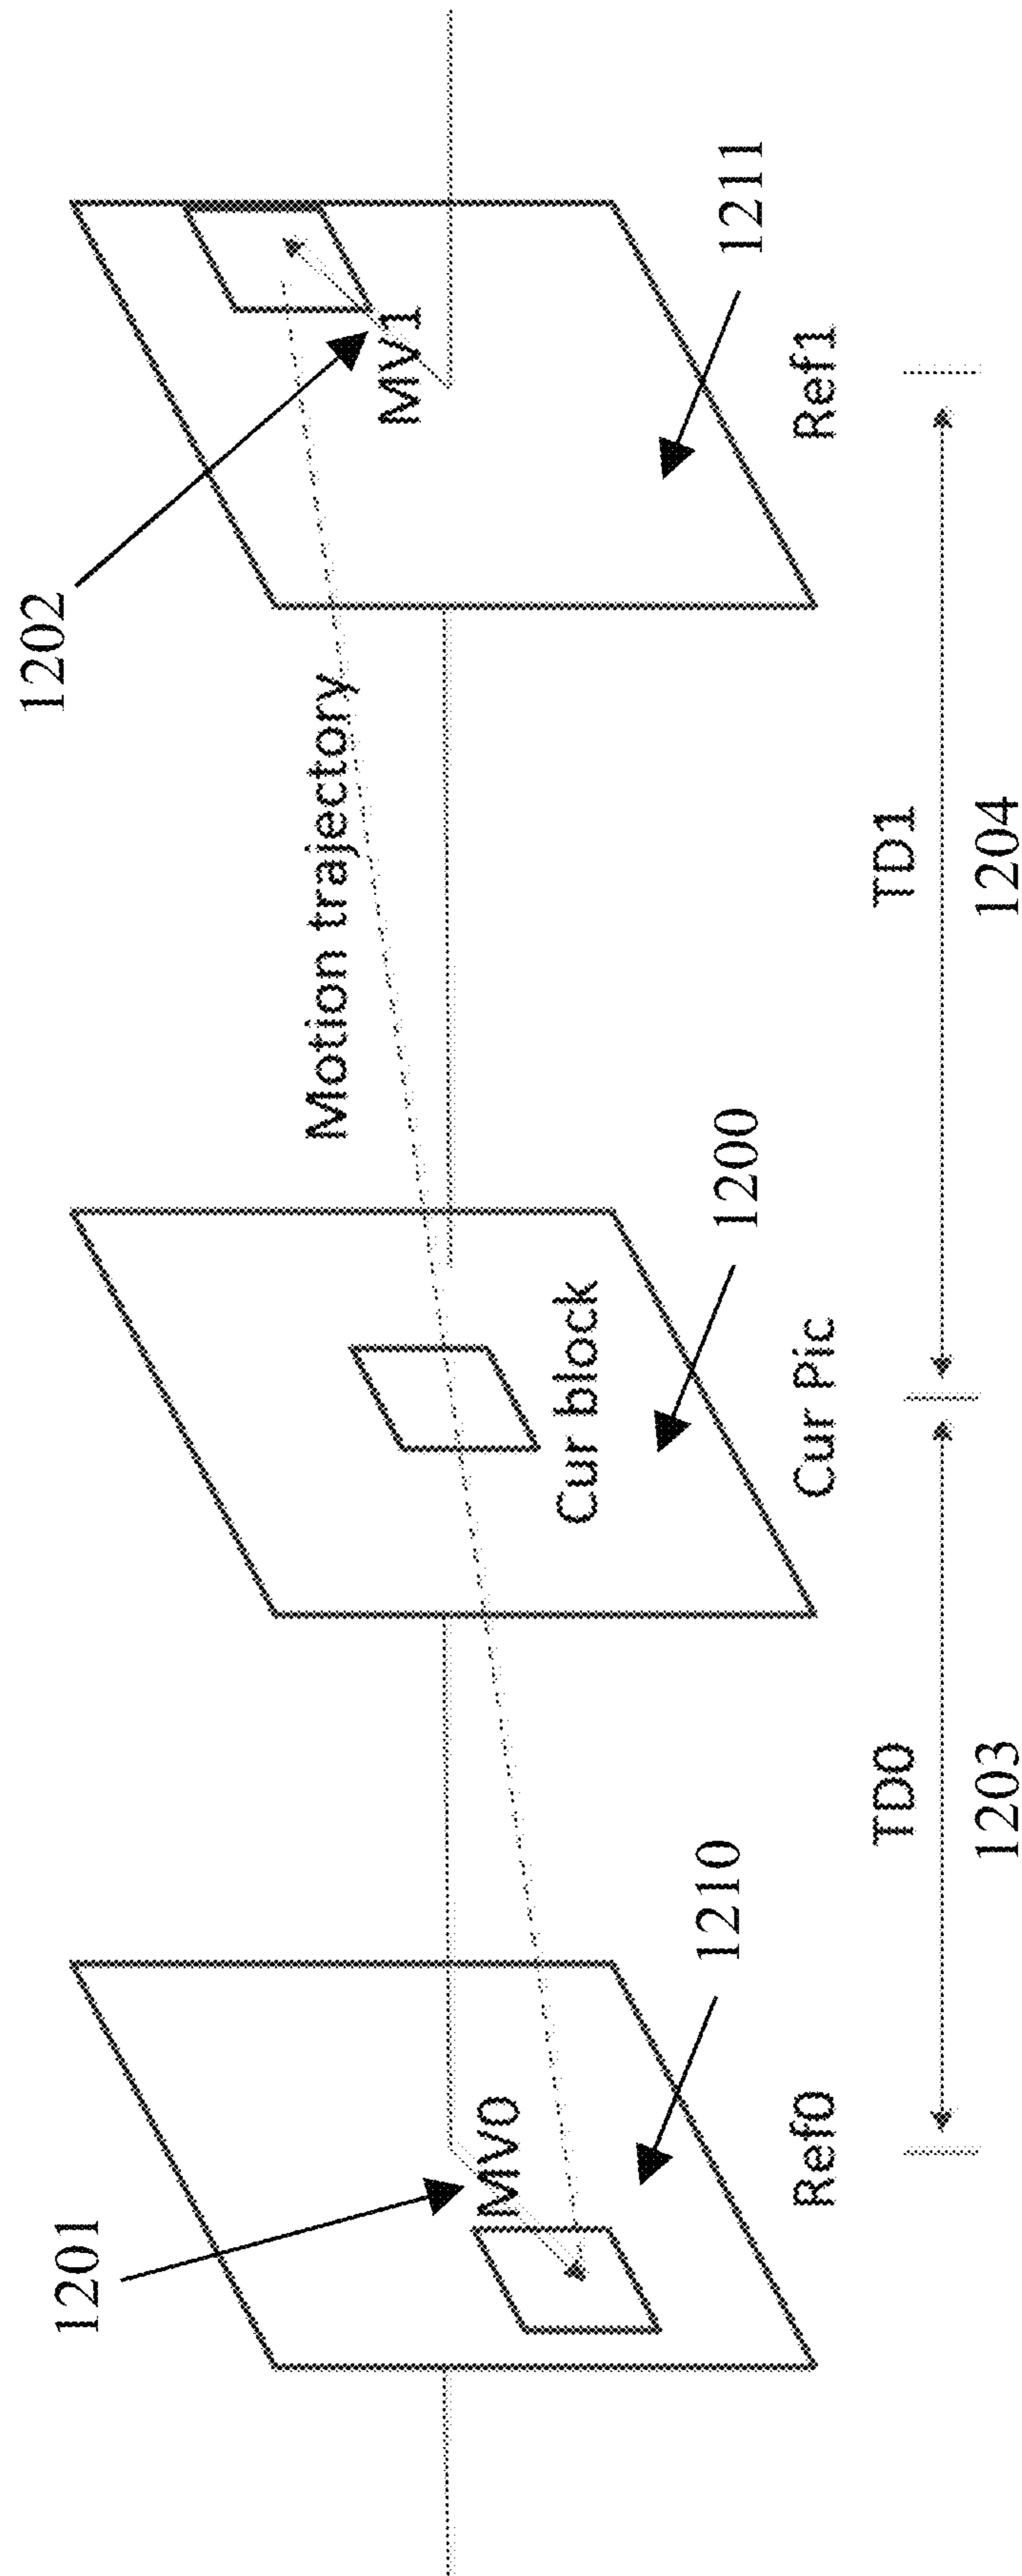 1201
1202
MV0
Motion trajectory
MV1
Cur block
1210
1200
1211
Ref0
Cur Pic
Ref1
TD0
TD1
1203
1204